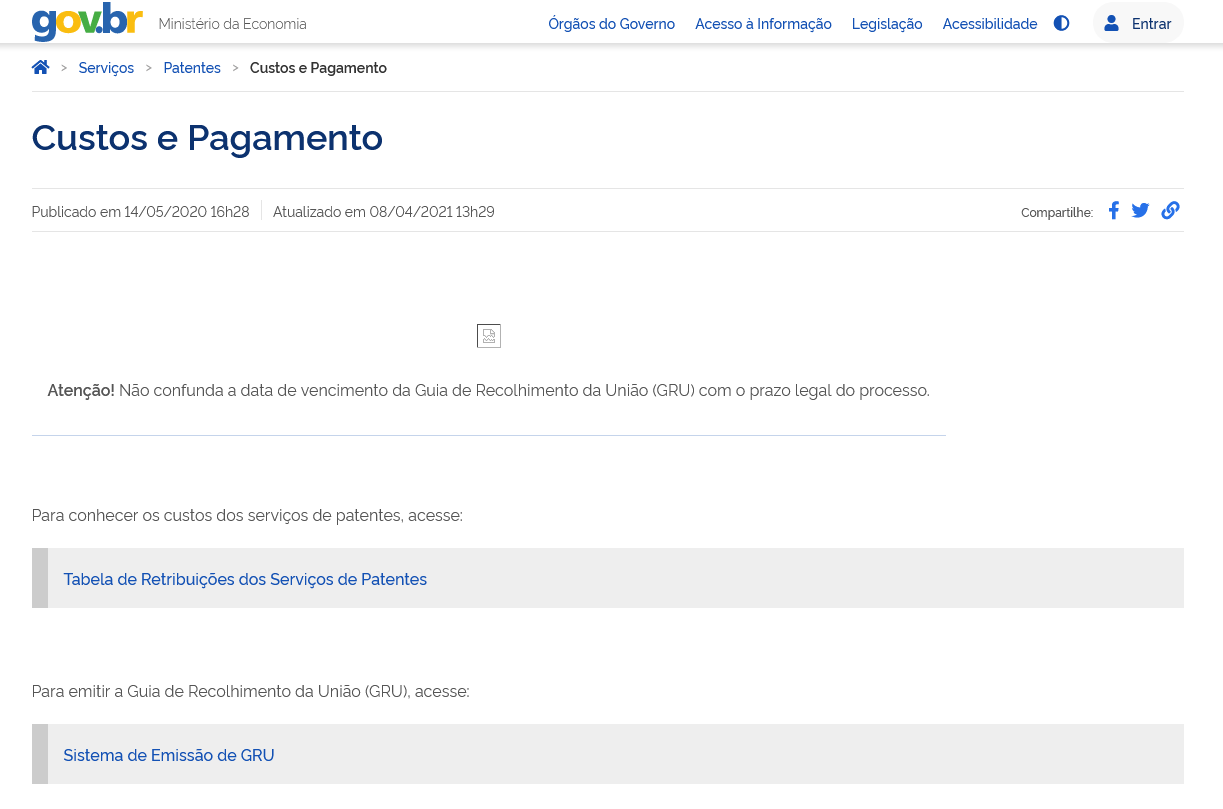 gov.br Ministério da Economia Órgãos do Governo Acesso à Informação Legislação Acessibilidade Entrar
> Serviços > Patentes > Custos e Pagamento
Custos e Pagamento
Publicado em 14/05/2020 16h28 Atualizado em 08/04/2021 13h29 Compartilhe:
Atenção! Não confunda a data de vencimento da Guia de Recolhimento da União (GRU) com o prazo legal do processo.
Para conhecer os custos dos serviços de patentes, acesse:
Tabela de Retribuições dos Serviços de Patentes
Para emitir a Guia de Recolhimento da União (GRU), acesse:
Sistema de Emissão de GRU